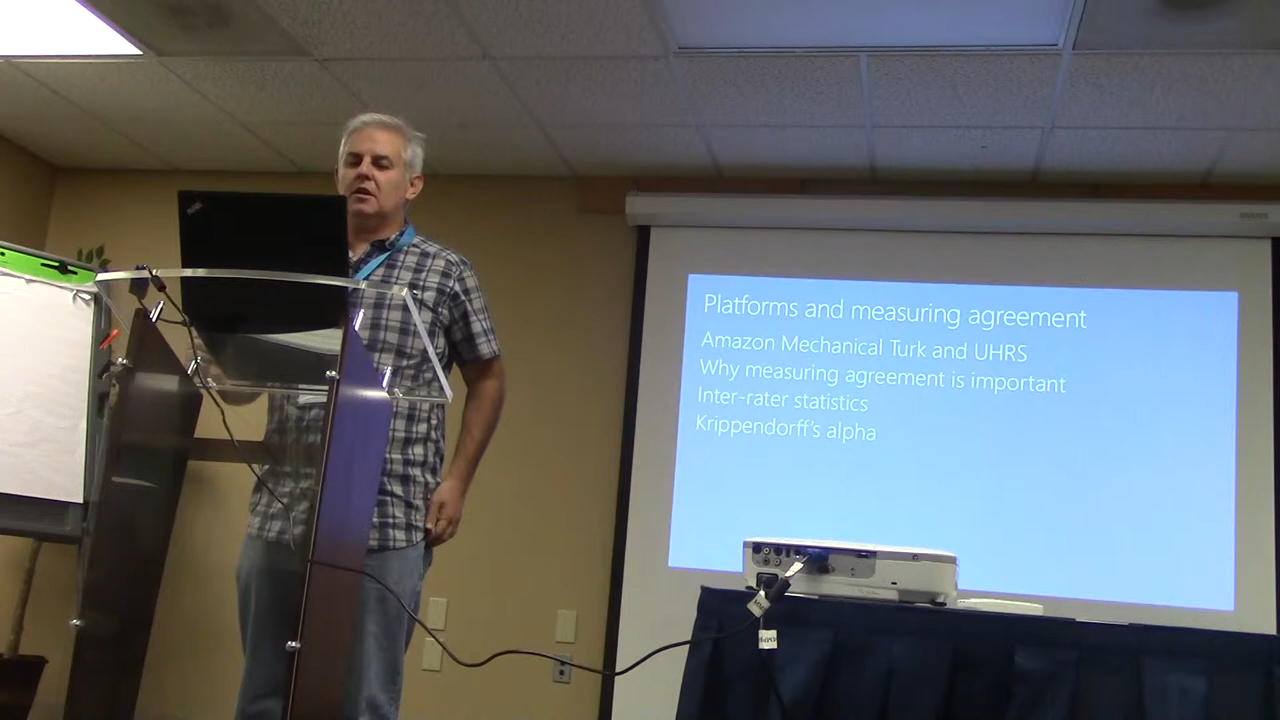 Platforms and measuring agreement
Amazon Mechanical Turk and UHRS
Why measuring agreement is important
Inter-rater statistics
Krippendorff's alpha